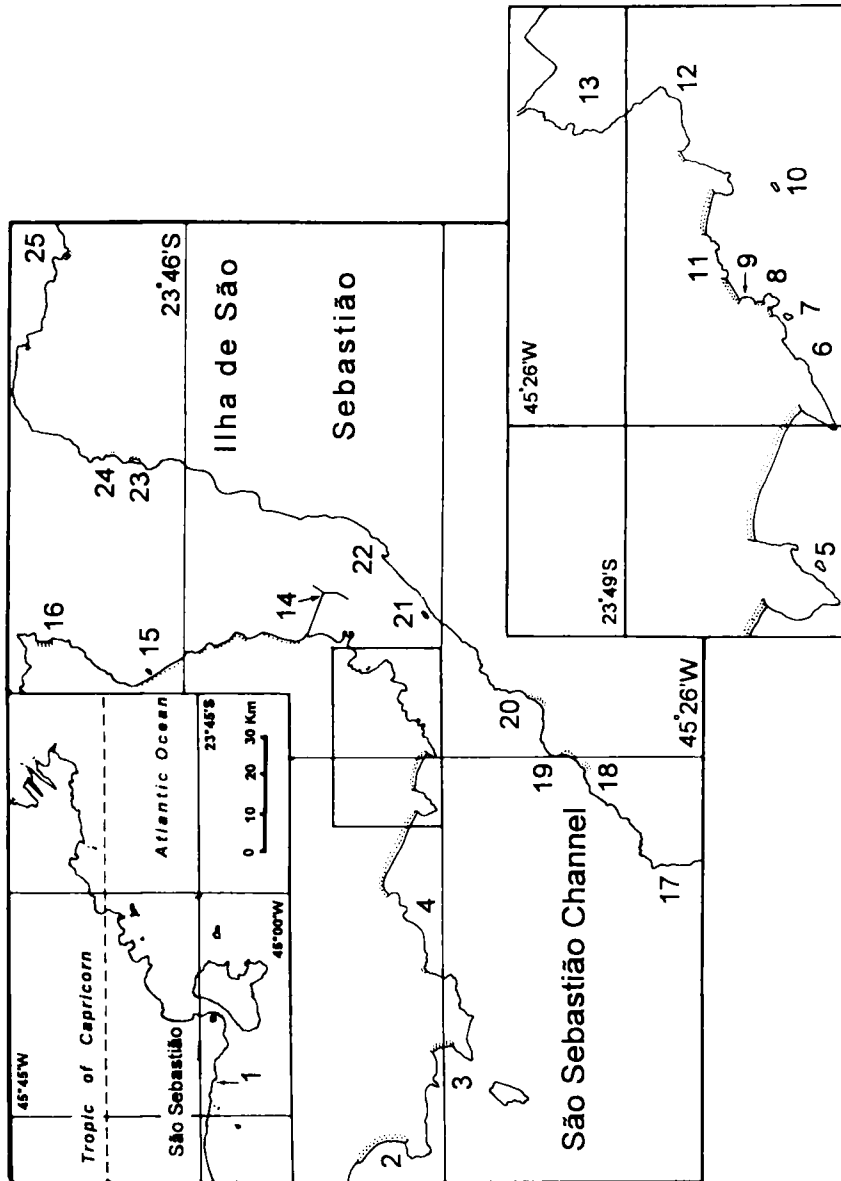 45°45'W
Tropic of Capricorn
São Sebastião
1
45°00'W
Atlantic Ocean
23°45'S
0 10 20 30 Km
2
3
4
São Sebastião Channel
17
18
19
20
45°26'W
21
22
14
15
16
23
24
25
23°46'S
Ilha de São
Sebastião
23°49'S
5
45°26'W
6
7
8
9
10
11
12
13